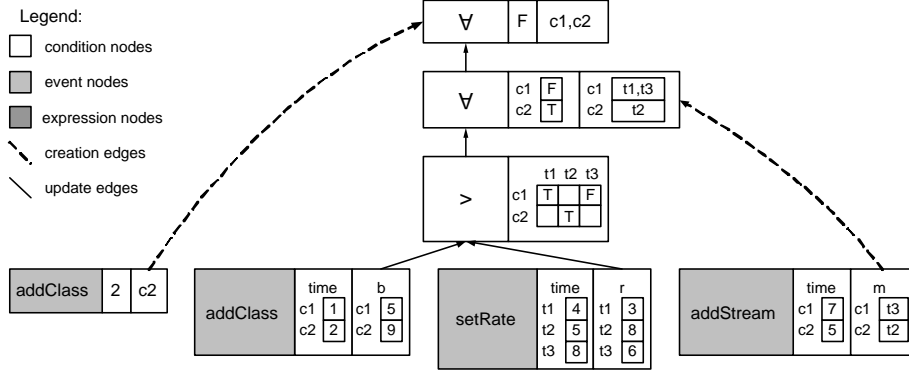 Legend:
condition nodes
event nodes
expression nodes
creation edges
update edges
∀ F c1,c2
∀ c1 F c1 t1,t3
c2 T c2 t2
t1 t2 t3
> c1 T F
c2 T
addClass 2 c2
addClass
time b
c1 1 c1 5
c2 2 c2 9
setRate
time r
t1 4 t1 3
t2 5 t2 8
t3 8 t3 6
addStream
time m
c1 7 c1 t3
c2 5 c2 t2